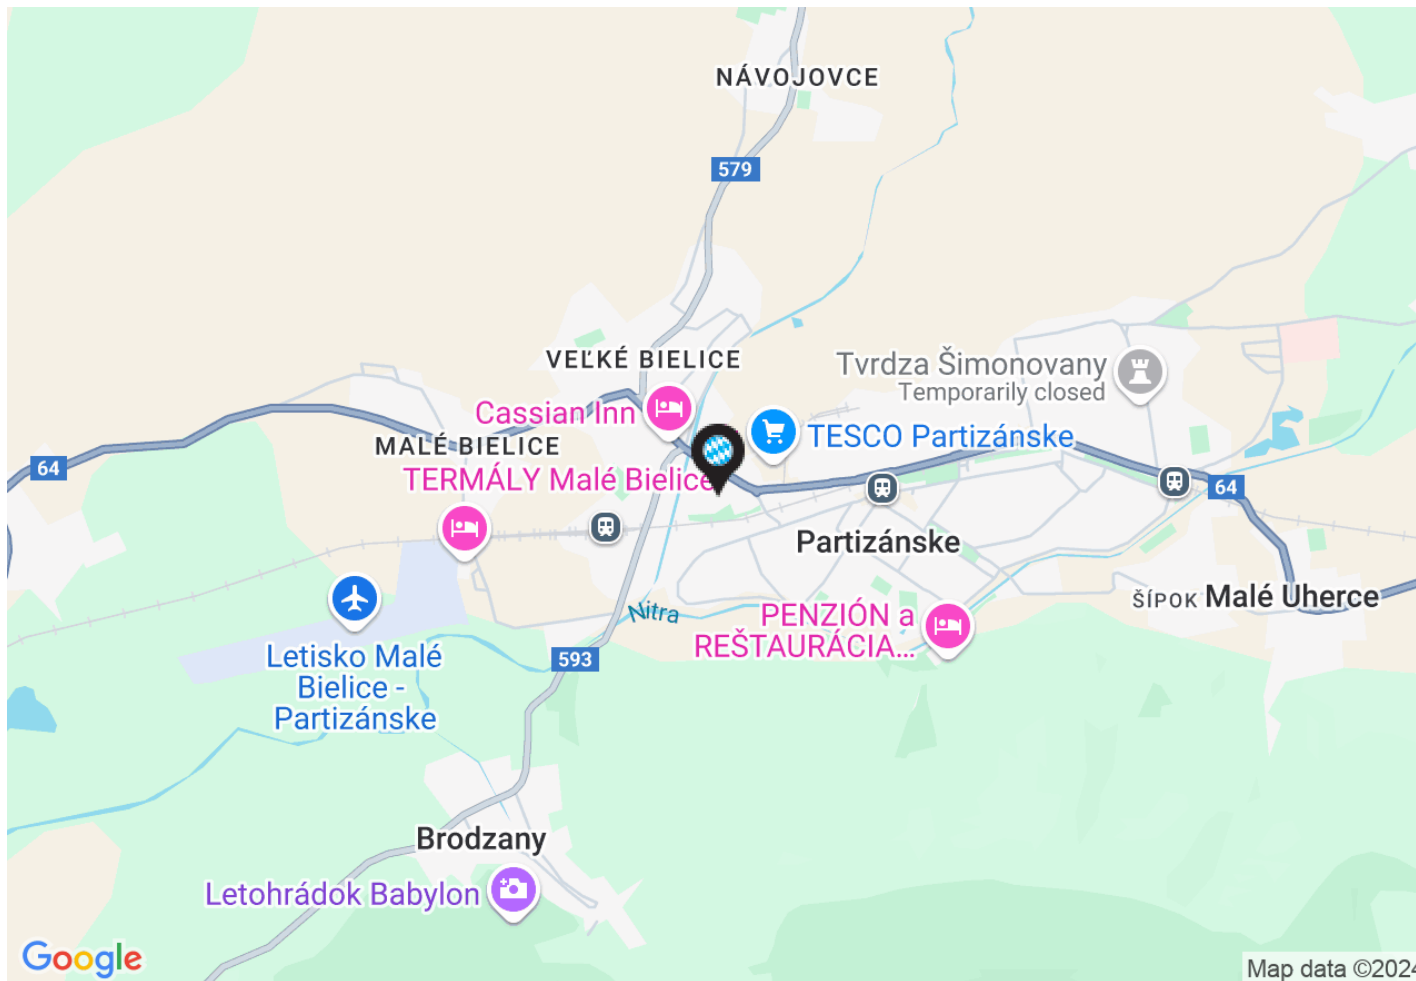 NÁVOJOVCE
579
VEĽKÉ BIELICE
Tvrdza Šimonovany
Temporarily closed
Cassian Inn
TESCO Partizánske
MALÉ BIELICE
64
TERMÁLY Malé Bielice
64
Partizánske
ŠÍPOK
Malé Uherce
Nitra
PENZIÓN a
REŠTAURÁCIA...
593
Letisko Malé
Bielice -
Partizánske
Brodzany
Letohrádok Babylon
Google
Map data ©2024